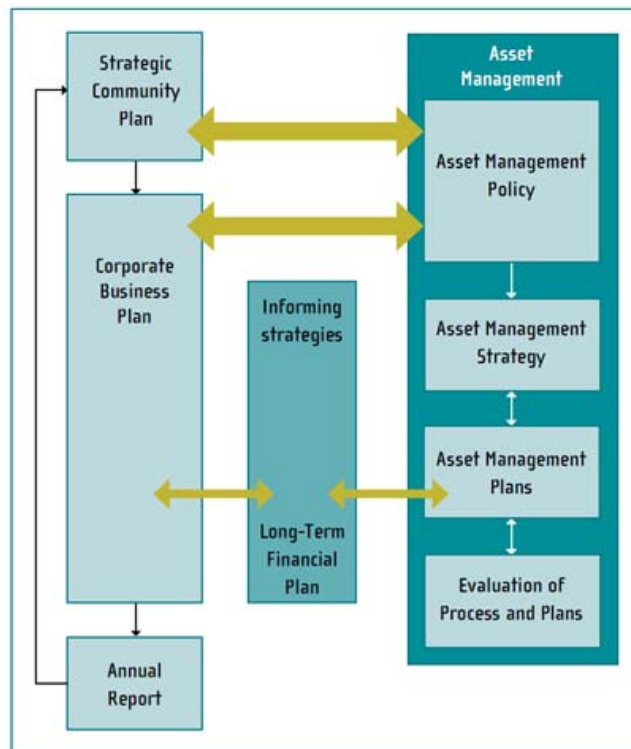 Strategic
Community
Plan
Corporate
Business
Plan
Annual
Report
Informing
strategies
Long-Term
Financial
Plan
Asset
Management
Asset Management
Policy
Asset Management
Strategy
Asset Management
Plans
Evaluation of
Process and Plans